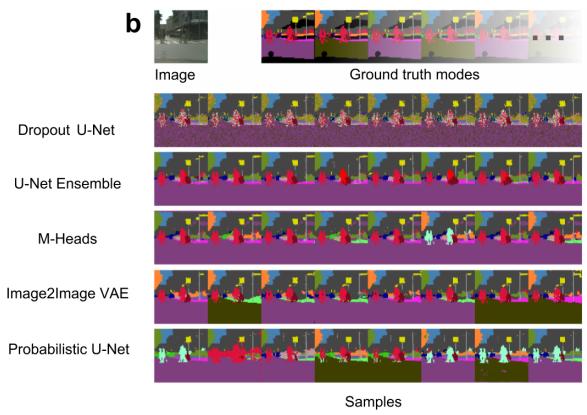 b
Image
Ground truth modes
Dropout U-Net
U-Net Ensemble
M-Heads
Image2Image VAE
Probabilistic U-Net
Samples